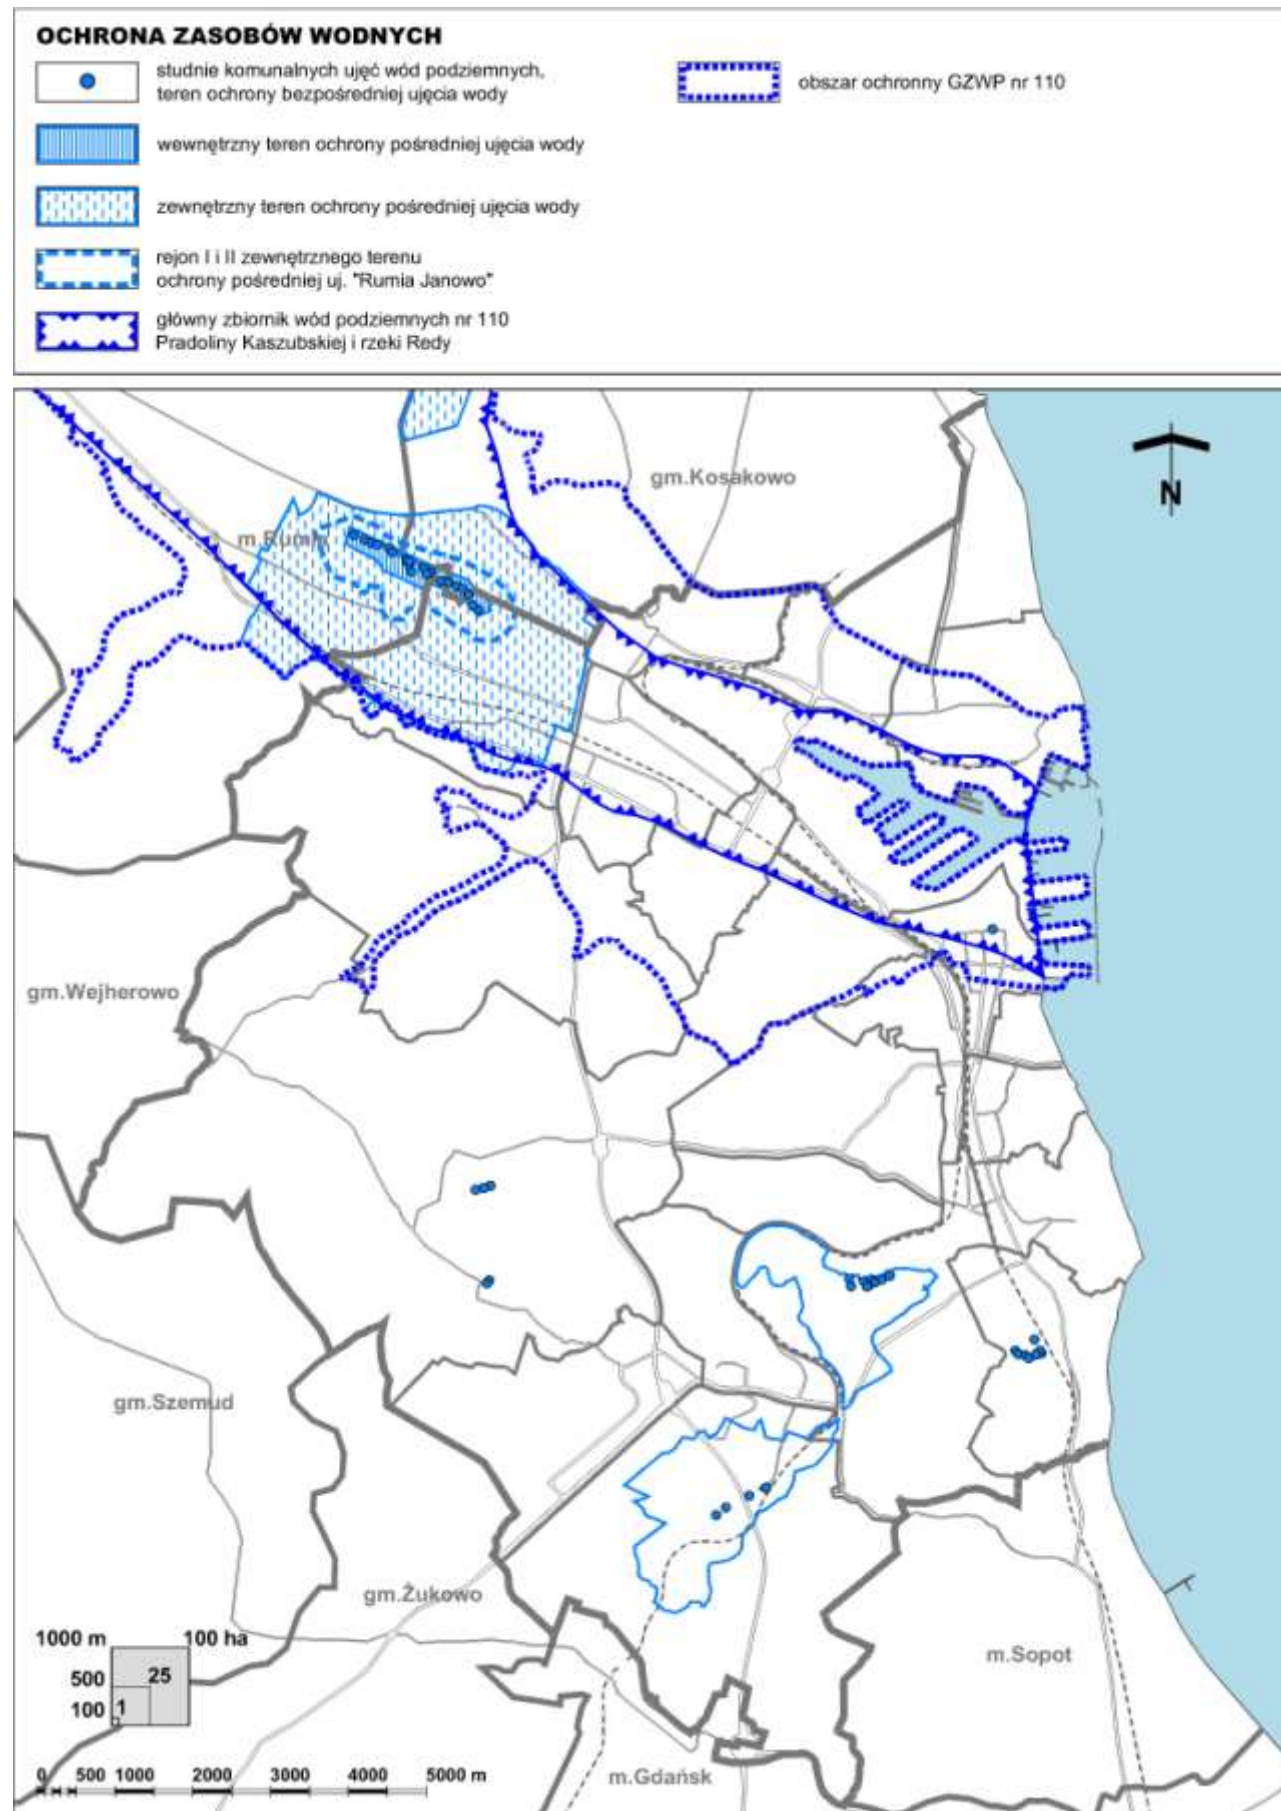 OCHRONA ZASOBÓW WODNYCH
studnie komunalnych ujęć wód podziemnych,
teren ochrony bezpośredniej ujęcia wody
obszar ochronny GZWP nr 110
wewnętrzny teren ochrony pośredniej ujęcia wody
zewnętrzny teren ochrony pośredniej ujęcia wody
rejon I i II zewnętrznego terenu
ochrony pośredniej uj. "Rumia Janowo"
główny zbiornik wód podziemnych nr 110
Pradoliny Kaszubskiej i rzeki Redy
gm.Kosakowo
N
m.Rumia
gm.Wejherowo
gm.Szemud
gm.Żukowo
1000 m 100 ha
500 25
100 1
m.Sopot
0 500 1000 2000 3000 4000 5000 m
m.Gdańsk